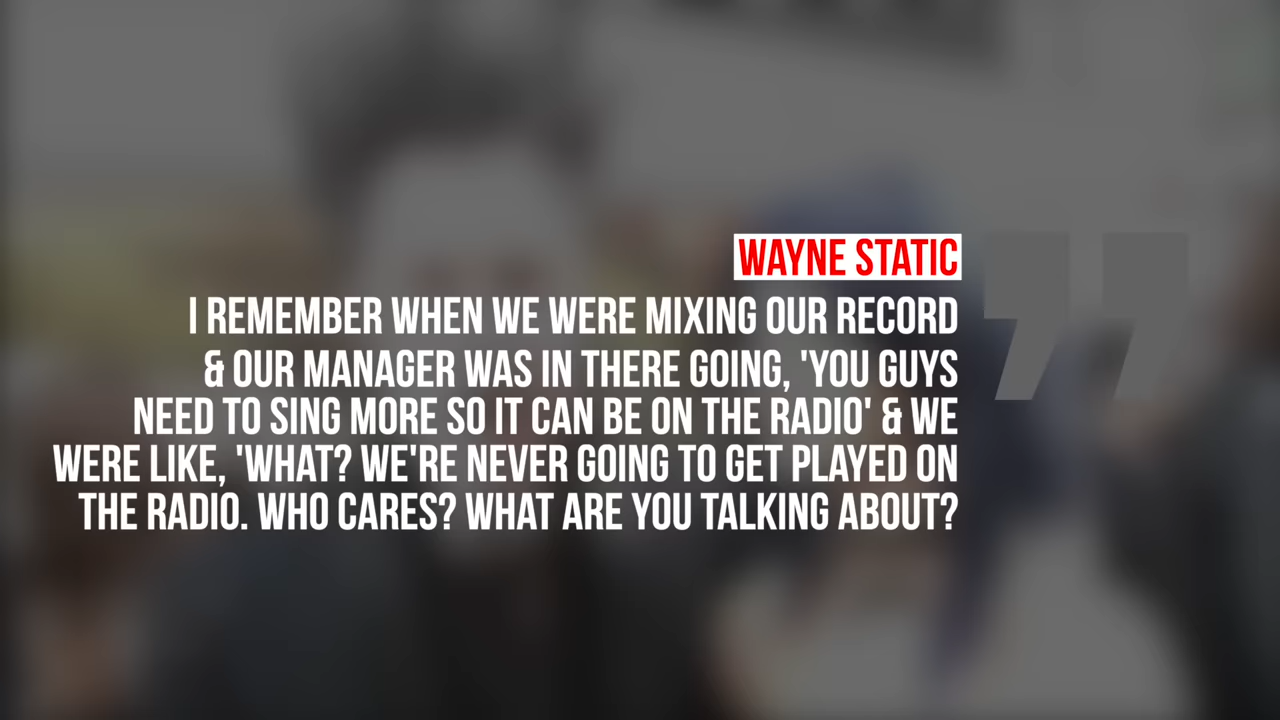 WAYNE STATIC
I REMEMBER WHEN WE WERE MIXING OUR RECORD
& OUR MANAGER WAS IN THERE GOING, 'YOU GUYS
NEED TO SING MORE SO IT CAN BE ON THE RADIO' & WE
WERE LIKE, 'WHAT? WE'RE NEVER GOING TO GET PLAYED ON
THE RADIO. WHO CARES? WHAT ARE YOU TALKING ABOUT?